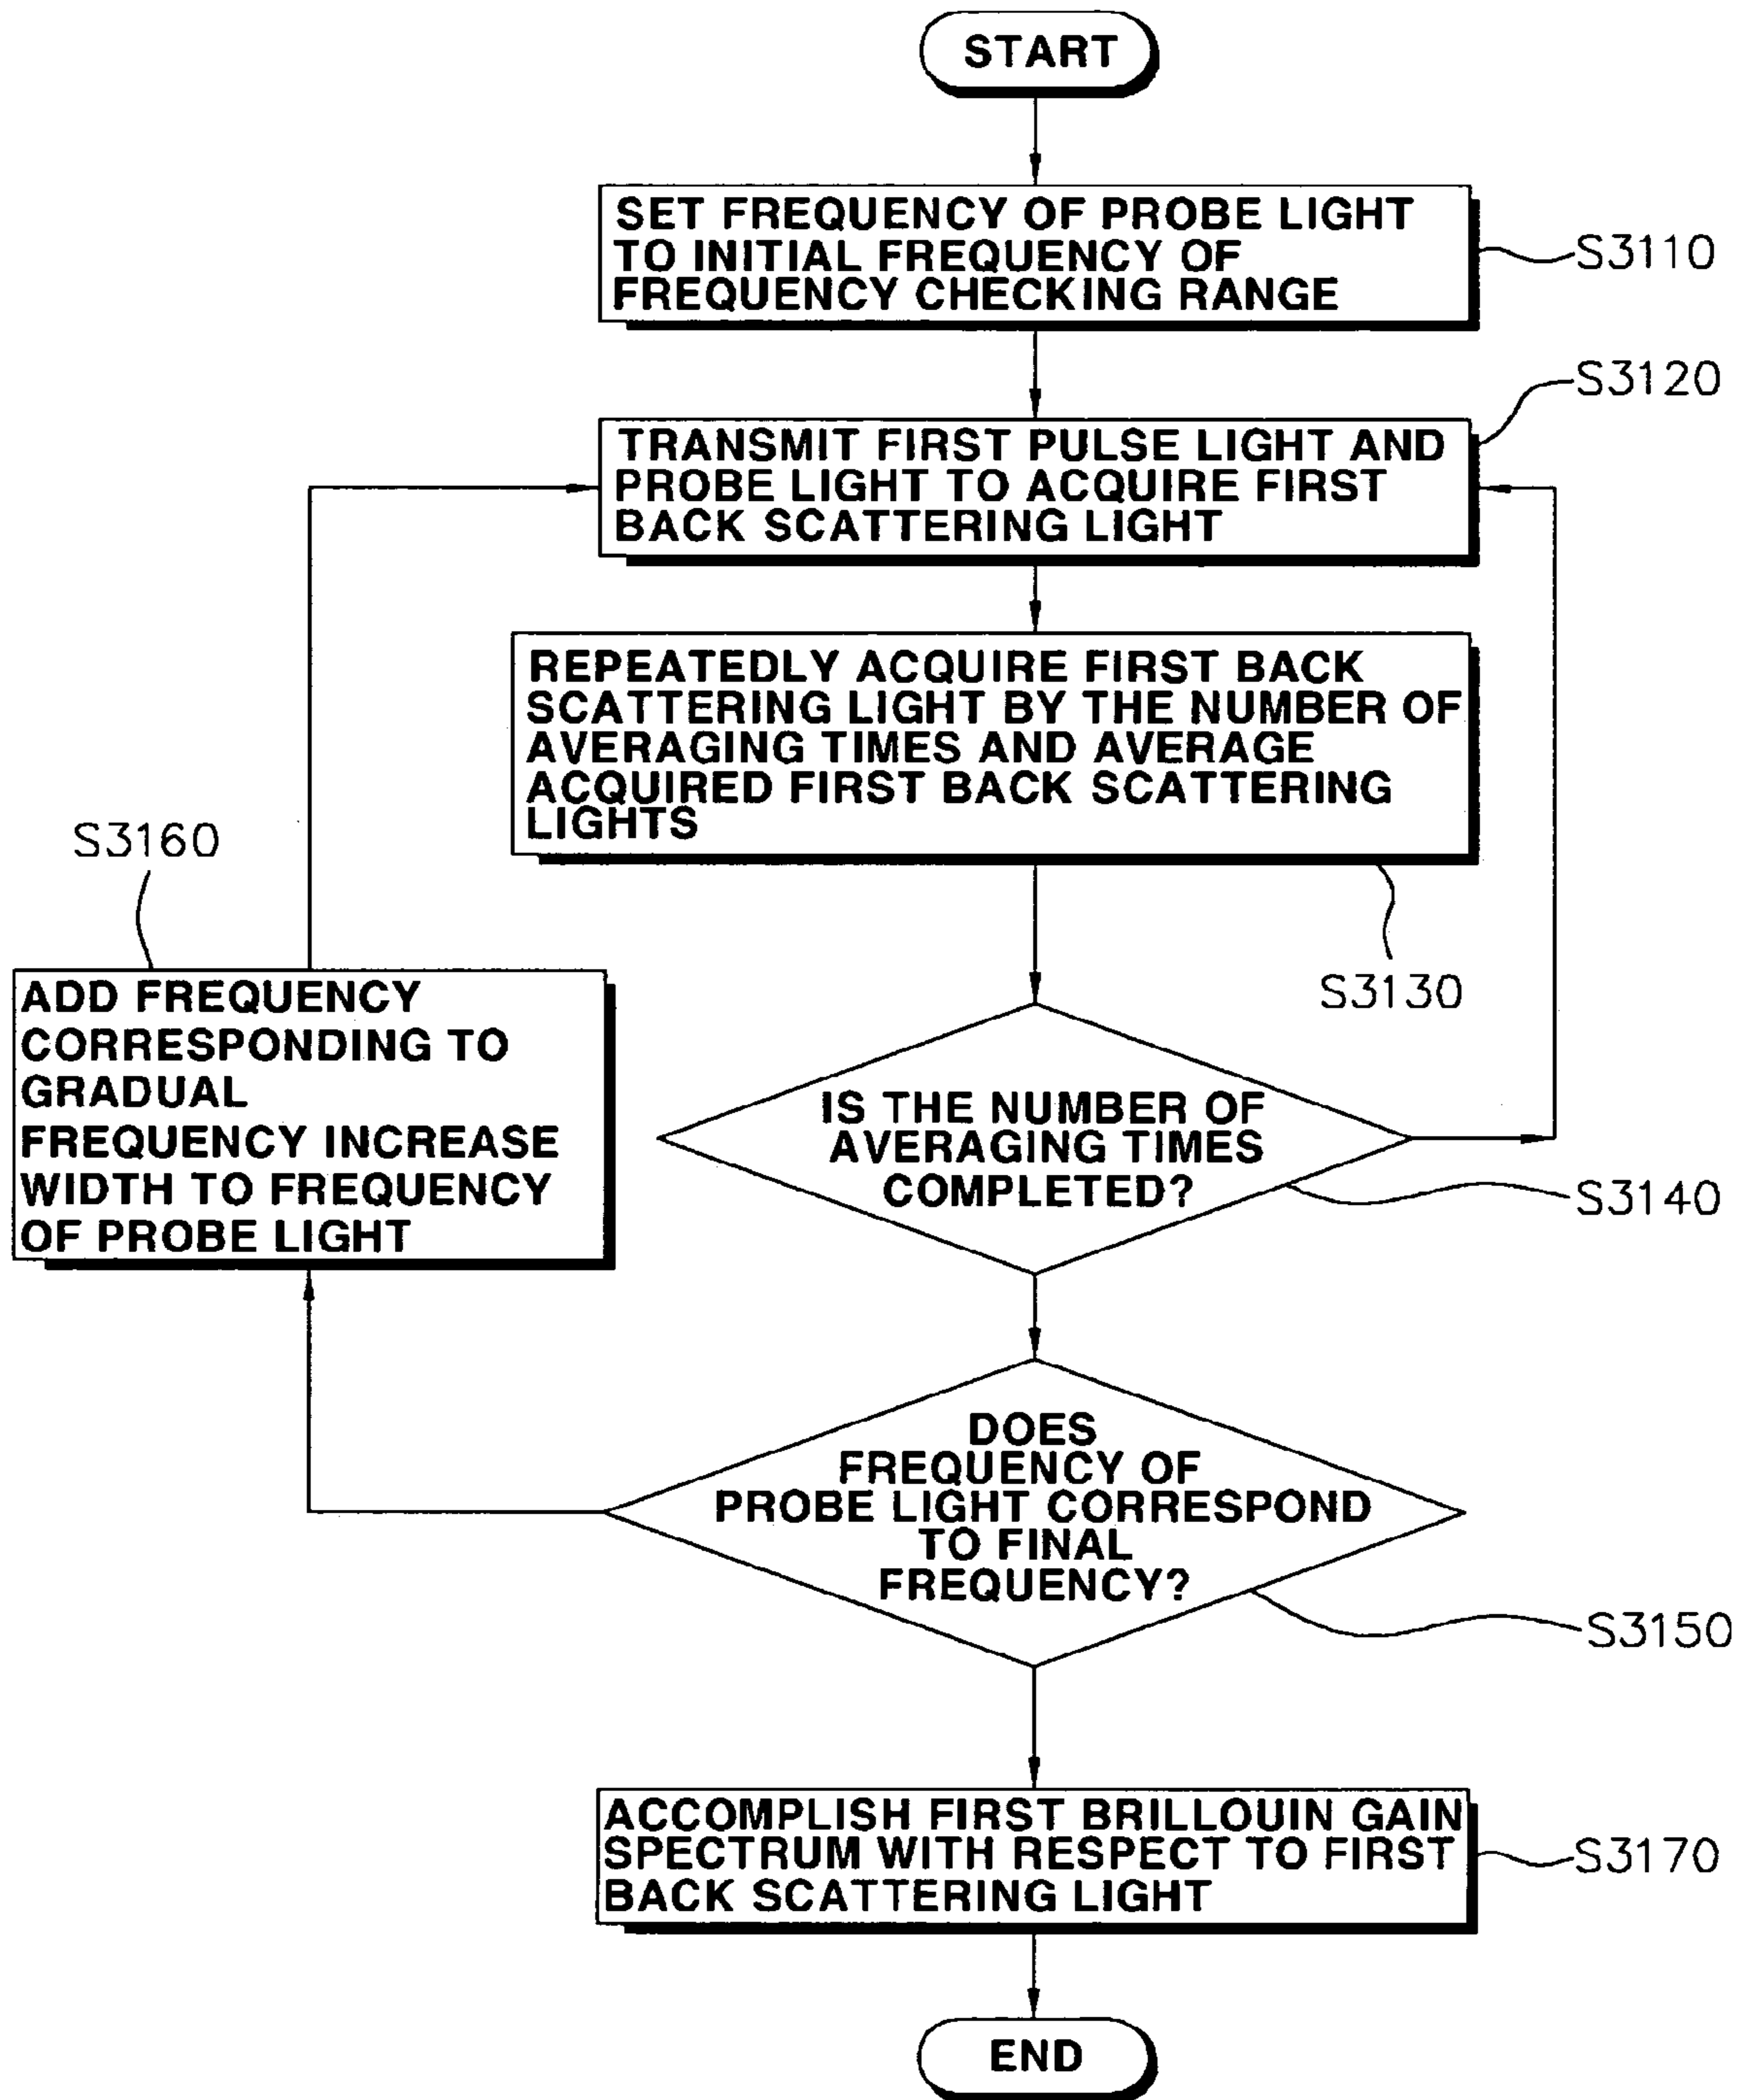 START
SET FREQUENCY OF PROBE LIGHT
TO INITIAL FREQUENCY OF
FREQUENCY CHECKING RANGE
S3110
S3120
TRANSMIT FIRST PULSE LIGHT AND
PROBE LIGHT TO ACQUIRE FIRST
BACK SCATTERING LIGHT
REPEATEDLY ACQUIRE FIRST BACK
SCATTERING LIGHT BY THE NUMBER OF
AVERAGING TIMES AND AVERAGE
ACQUIRED FIRST BACK SCATTERING
LIGHTS
S3130
S3160
ADD FREQUENCY
CORRESPONDING TO
GRADUAL
FREQUENCY INCREASE
WIDTH TO FREQUENCY
OF PROBE LIGHT
IS THE NUMBER OF
AVERAGING TIMES
COMPLETED?
S3140
DOES
FREQUENCY OF
PROBE LIGHT CORRESPOND
TO FINAL
FREQUENCY?
S3150
ACCOMPLISH FIRST BRILLOUIN GAIN
SPECTRUM WITH RESPECT TO FIRST
BACK SCATTERING LIGHT
S3170
END